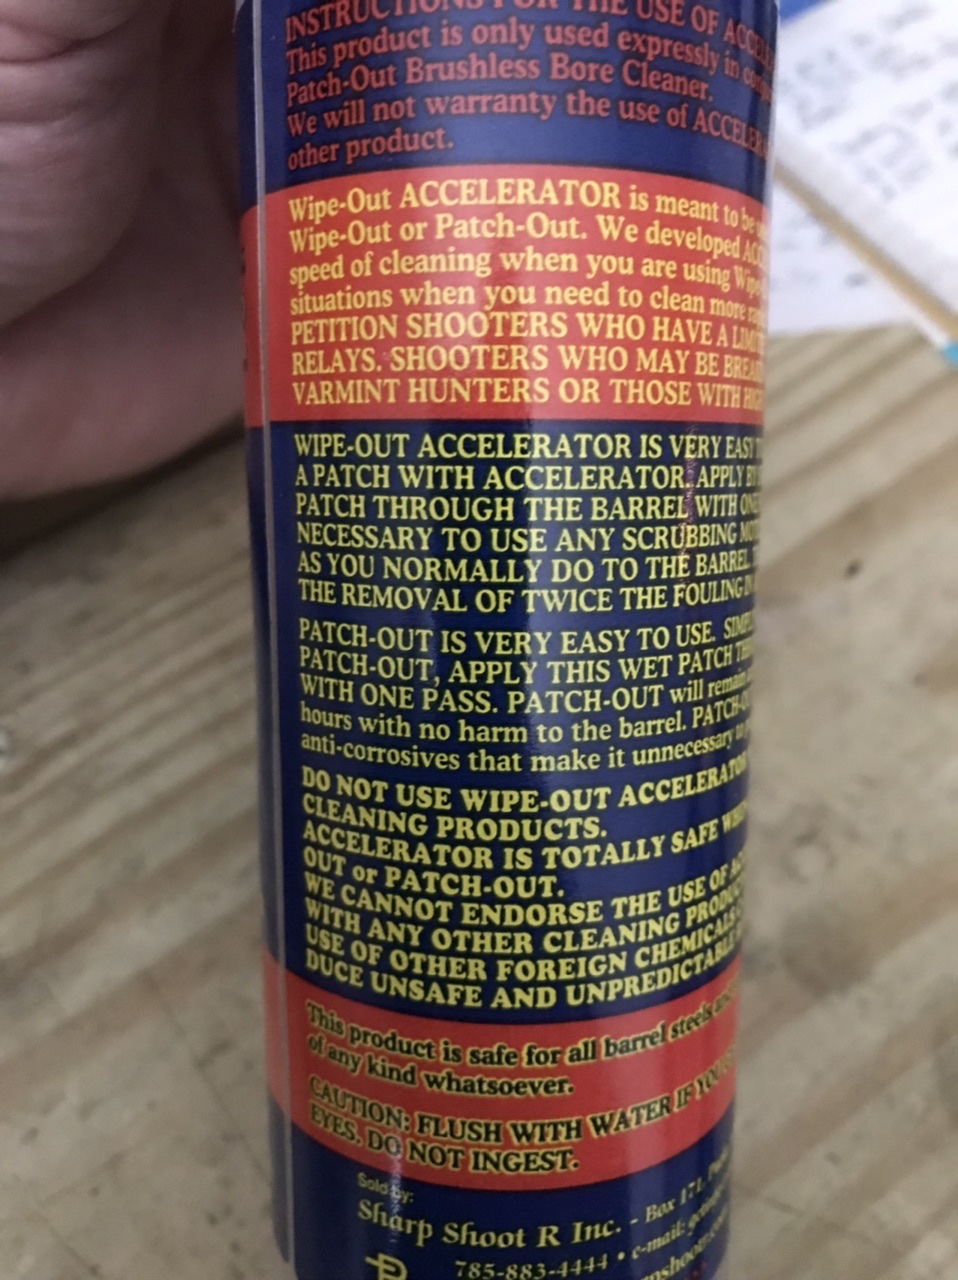 INSTRUCTIONS FOR THE USE OF
This product is only used expressly in
Patch-Out Brushless Bore Cleaner.
We will not warranty the use of
other product.
Wipe-Out ACCELERATOR is meant to be
Wipe-Out or Patch-Out. We developed
speed of cleaning when you are using
situations when you need to clean more
PETITION SHOOTERS WHO HAVE A
RELAYS. SHOOTERS WHO MAY BE
VARMINT HUNTERS OR THOSE WITH
WIPE-OUT ACCELERATOR IS VERY EASY
A PATCH WITH ACCELERATOR. APPLY
PATCH THROUGH THE BARREL WITH
NECESSARY TO USE ANY SCRUBBING
AS YOU NORMALLY DO TO THE BARREL.
THE REMOVAL OF TWICE THE FOULING
PATCH-OUT IS VERY EASY TO USE.
PATCH-OUT, APPLY THIS WET PATCH
WITH ONE PASS. PATCH-OUT will remain
hours with no harm to the barrel.
anti-corrosives that make it unnecessary
DO NOT USE WIPE-OUT ACCELERATOR
CLEANING PRODUCTS.
ACCELERATOR IS TOTALLY SAFE
OUT or PATCH-OUT.
WE CANNOT ENDORSE THE USE OF
WITH ANY OTHER CLEANING
USE OF OTHER FOREIGN CHEMICALS
DUCE UNSAFE AND UNPREDICTABLE
This product is safe for all barrel steels
of any kind whatsoever.
CAUTION: FLUSH WITH WATER IF
EYES. DO NOT INGEST.
Sold by:
Sharp Shoot R Inc. - Box 171,
785-883-4444 • e-mail: